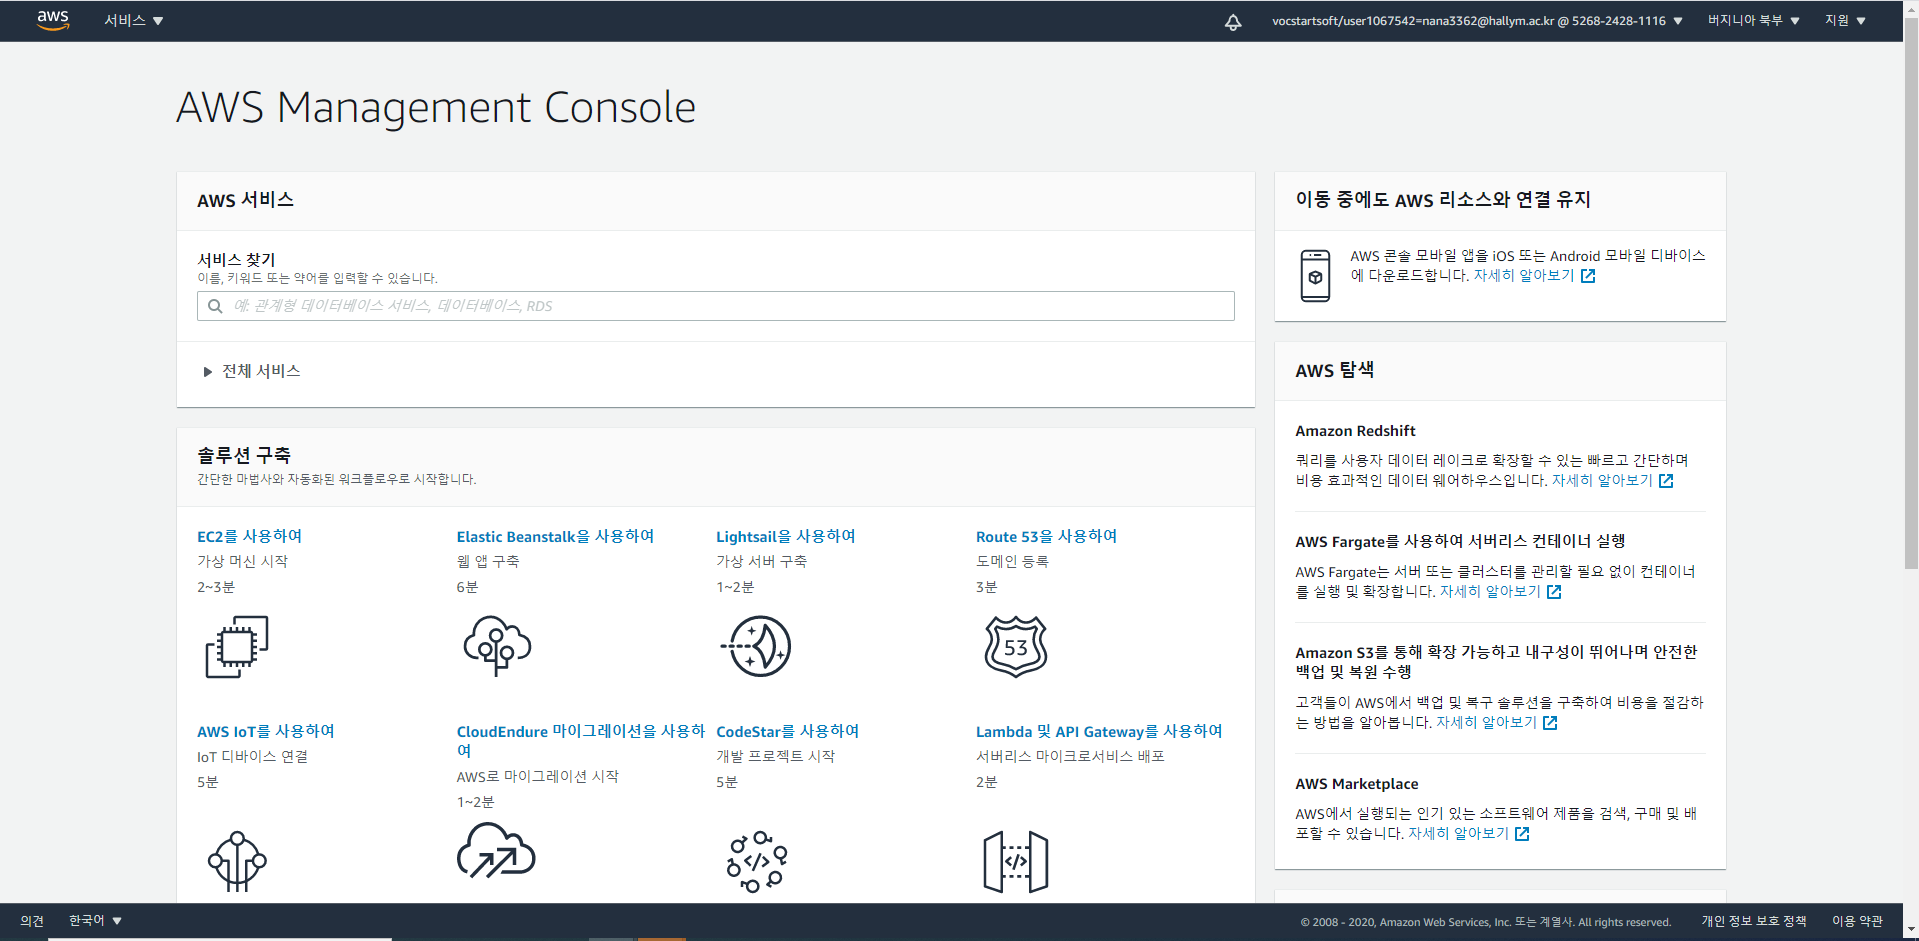 aws
서비스
vocstartsoft/user1067542=nana3362@hallym.ac.kr @ 5268-2428-1116
버지니아 북부
지원
AWS Management Console
AWS 서비스
서비스 찾기
이름, 키워드 또는 약어를 입력할 수 있습니다.
예: 관계형 데이터베이스 서비스, 데이터베이스, RDS
전체 서비스
솔루션 구축
간단한 마법사와 자동화된 워크플로우로 시작합니다.
EC2를 사용하여
가상 머신 시작
2~3분
Elastic Beanstalk을 사용하여
웹 앱 구축
6분
Lightsail을 사용하여
가상 서버 구축
1~2분
Route 53을 사용하여
도메인 등록
3분
53
AWS IoT를 사용하여
IoT 디바이스 연결
5분
CloudEndure 마이그레이션을 사용하
여
AWS로 마이그레이션 시작
1~2분
CodeStar를 사용하여
개발 프로젝트 시작
5분
</>
Lambda 및 API Gateway를 사용하여
서버리스 마이크로서비스 배포
2분
</>
이동 중에도 AWS 리소스와 연결 유지
AWS 콘솔 모바일 앱을 iOS 또는 Android 모바일 디바이스
에 다운로드합니다. 자세히 알아보기
AWS 탐색
Amazon Redshift
쿼리를 사용자 데이터 레이크로 확장할 수 있는 빠르고 간단하며
비용 효과적인 데이터 웨어하우스입니다. 자세히 알아보기
AWS Fargate를 사용하여 서버리스 컨테이너 실행
AWS Fargate는 서버 또는 클러스터를 관리할 필요 없이 컨테이너
를 실행 및 확장합니다. 자세히 알아보기
Amazon S3를 통해 확장 가능하고 내구성이 뛰어나며 안전한
백업 및 복원 수행
고객들이 AWS에서 백업 및 복구 솔루션을 구축하여 비용을 절감하
는 방법을 알아봅니다. 자세히 알아보기
AWS Marketplace
AWS에서 실행되는 인기 있는 소프트웨어 제품을 검색, 구매 및 배
포할 수 있습니다. 자세히 알아보기
의견
한국어
© 2008 - 2020, Amazon Web Services, Inc. 또는 계열사. All rights reserved.
개인 정보 보호 정책
이용 약관